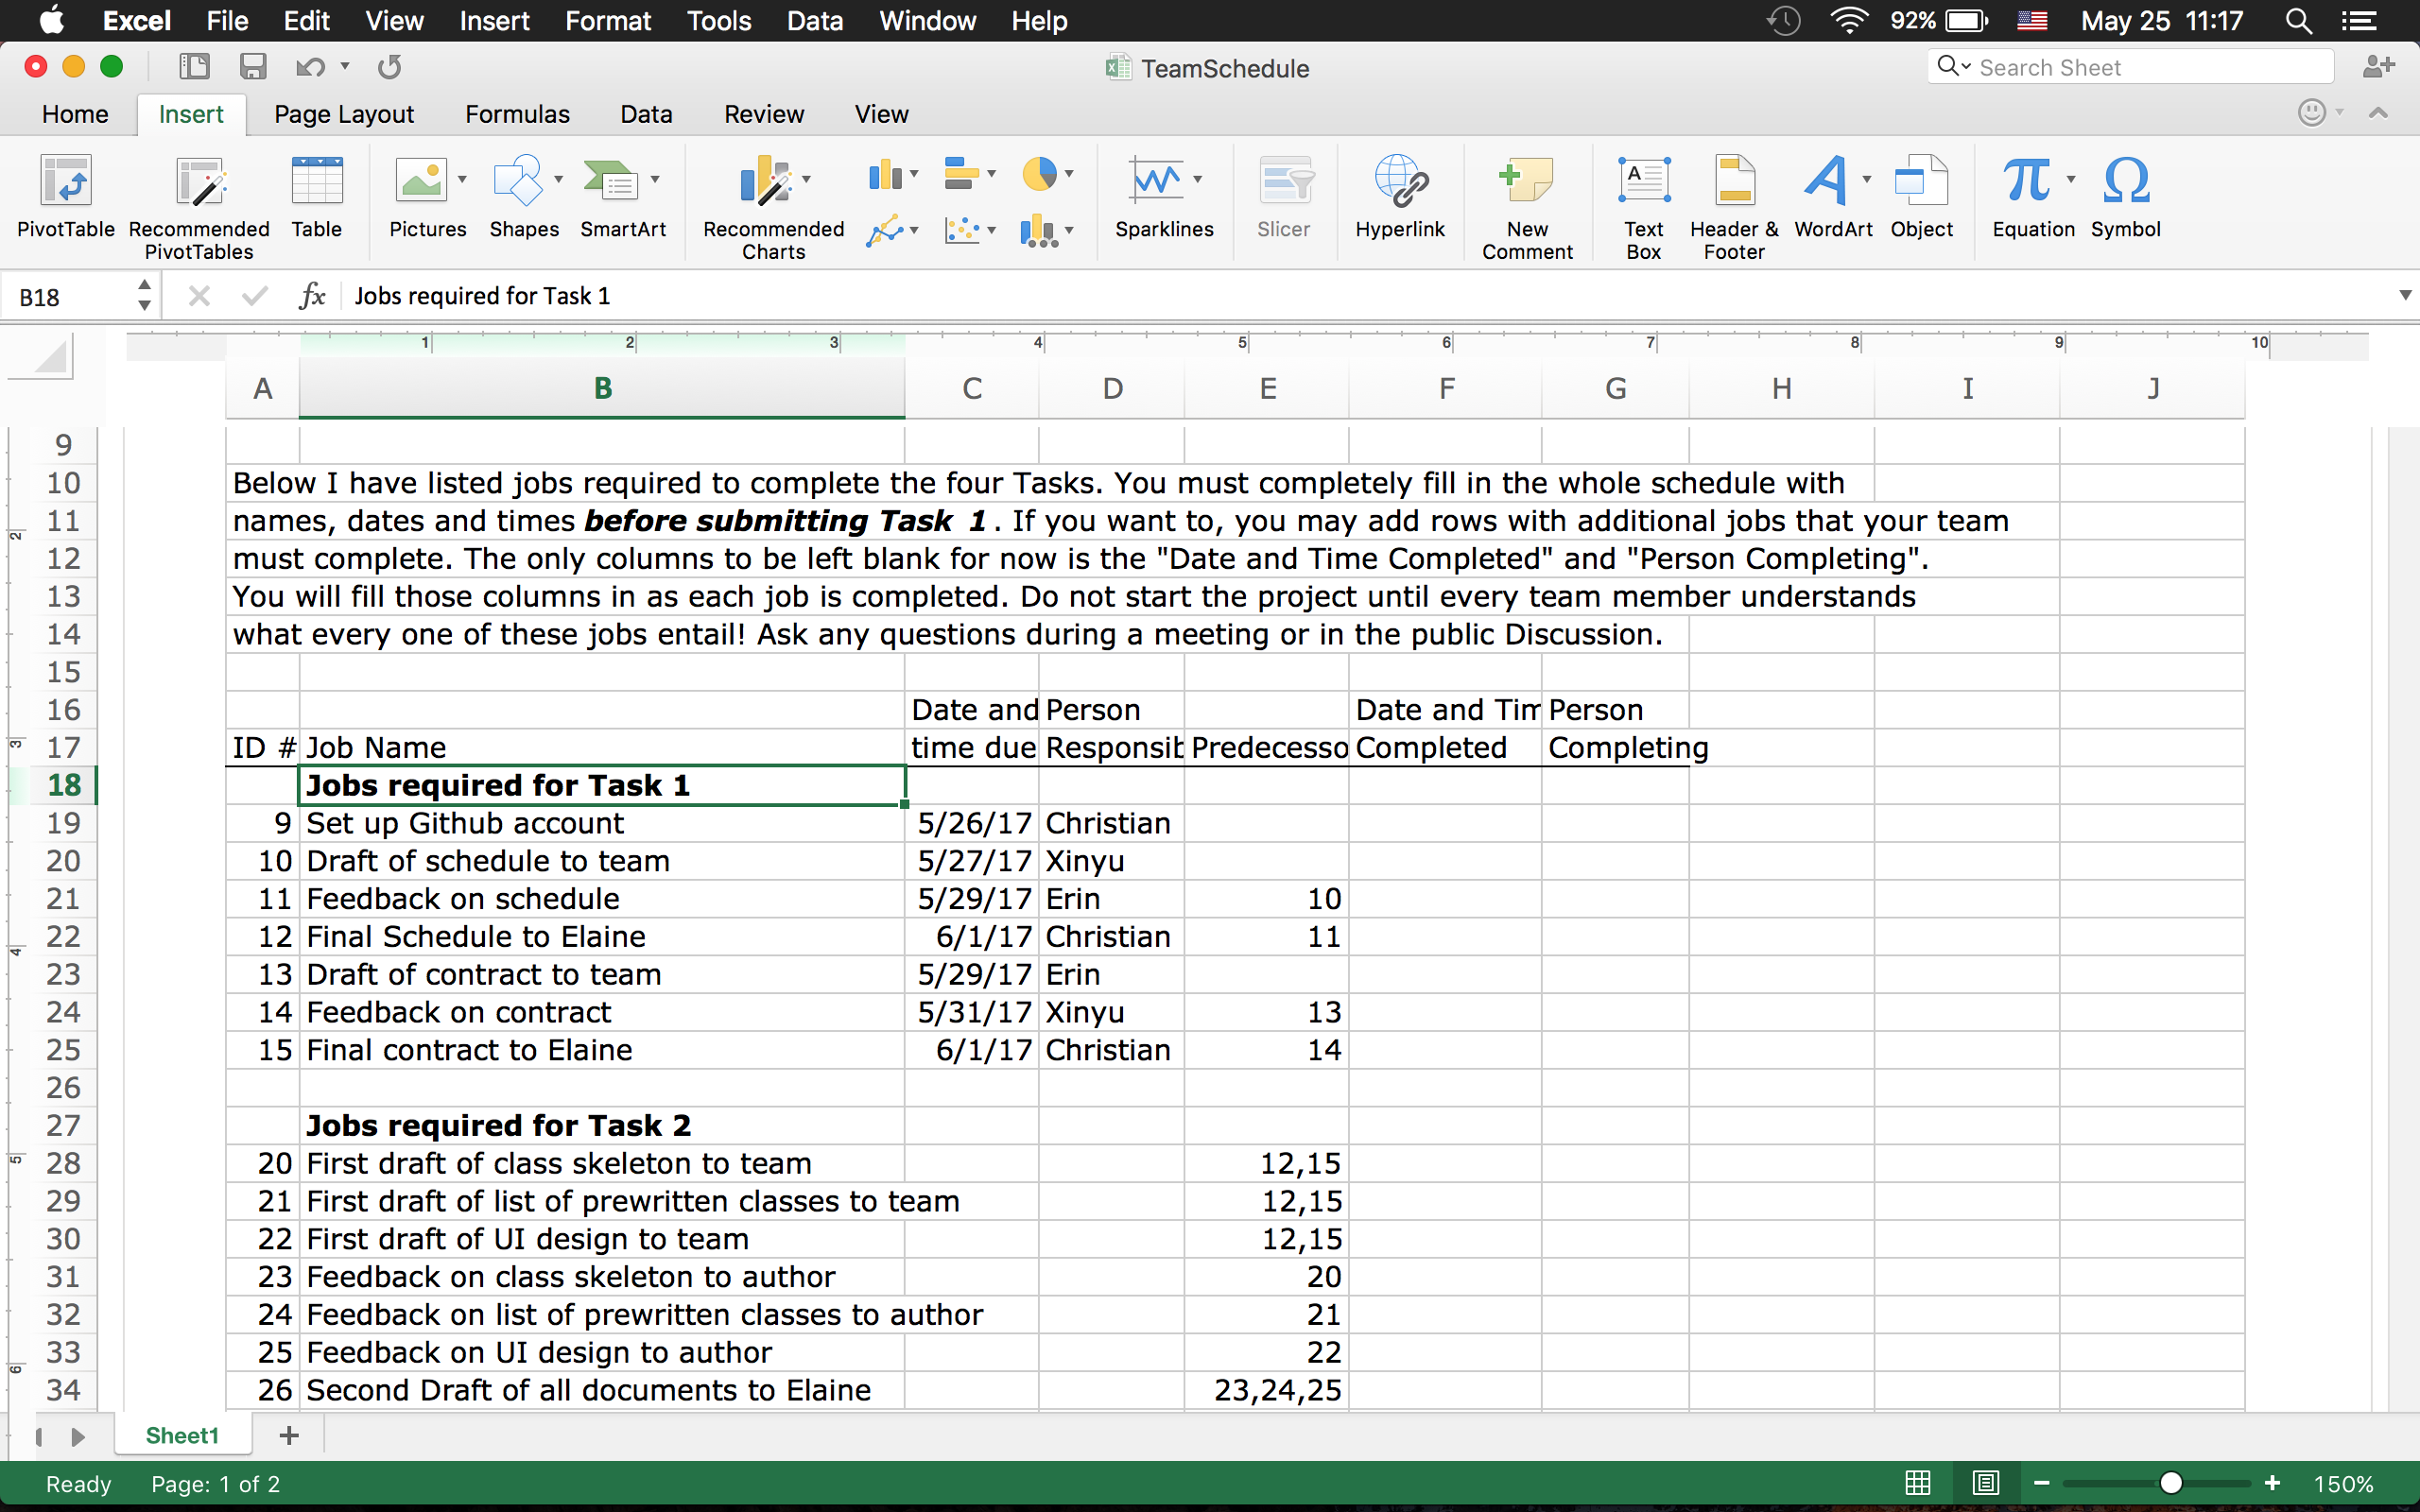 Excel File Edit View Insert Format Tools Data Window Help 92% May 25 11:17
TeamSchedule
Search Sheet
Home Insert Page Layout Formulas Data Review View
PivotTable Recommended PivotTables Table Pictures Shapes SmartArt Recommended Charts Sparklines Slicer Hyperlink New Comment Text Box Header & Footer WordArt Object Equation Symbol
B18 fx Jobs required for Task 1
1 2 3 4 5 6 7 8 9 10
A B C D E F G H I J
9
10 Below I have listed jobs required to complete the four Tasks. You must completely fill in the whole schedule with
11 names, dates and times before submitting Task 1. If you want to, you may add rows with additional jobs that your team
2
12 must complete. The only columns to be left blank for now is the "Date and Time Completed" and "Person Completing".
13 You will fill those columns in as each job is completed. Do not start the project until every team member understands
14 what every one of these jobs entail! Ask any questions during a meeting or in the public Discussion.
15
16 Date and Person Date and Tim Person
3
17 ID # Job Name time due Responsib Predecesso Completed Completing
18 Jobs required for Task 1
19 9 Set up Github account 5/26/17 Christian
20 10 Draft of schedule to team 5/27/17 Xinyu
21 11 Feedback on schedule 5/29/17 Erin 10
22 12 Final Schedule to Elaine 6/1/17 Christian 11
4
23 13 Draft of contract to team 5/29/17 Erin
24 14 Feedback on contract 5/31/17 Xinyu 13
25 15 Final contract to Elaine 6/1/17 Christian 14
26
27 Jobs required for Task 2
5
28 20 First draft of class skeleton to team 12,15
29 21 First draft of list of prewritten classes to team 12,15
30 22 First draft of UI design to team 12,15
31 23 Feedback on class skeleton to author 20
32 24 Feedback on list of prewritten classes to author 21
33 25 Feedback on UI design to author 22
6
34 26 Second Draft of all documents to Elaine 23,24,25
Sheet1 +
Ready Page: 1 of 2 − + 150%